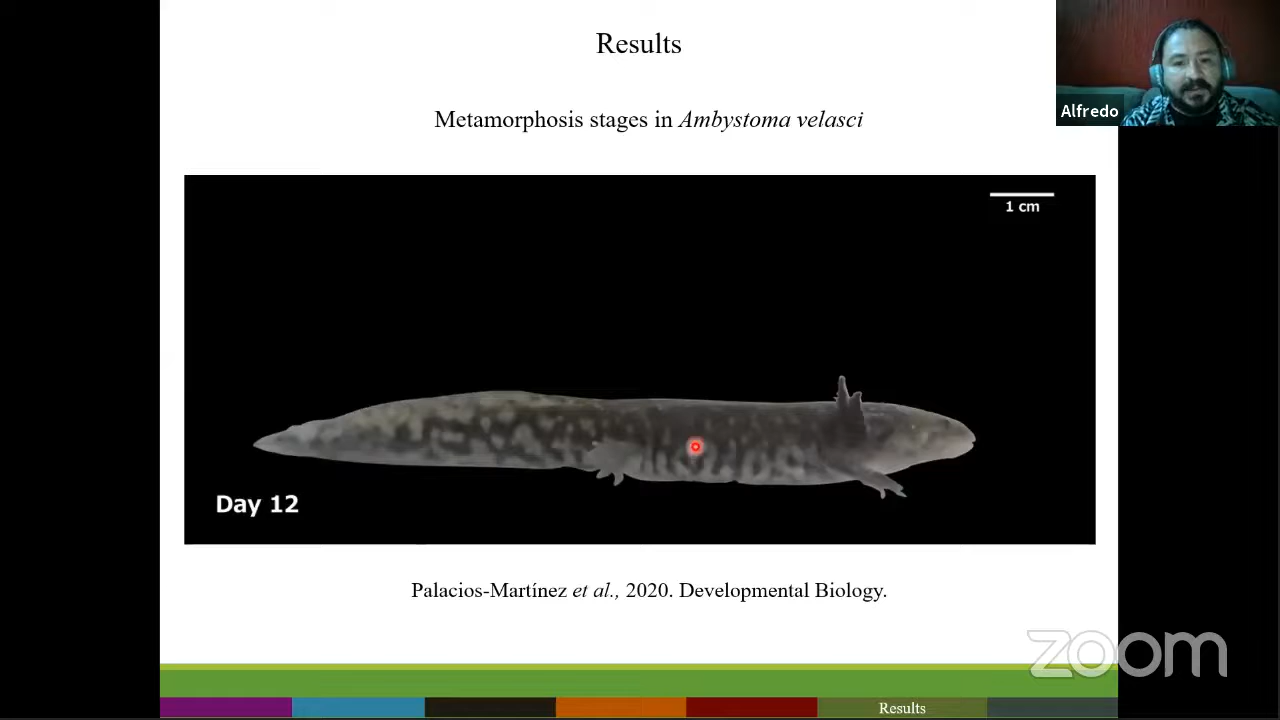 Results
Alfredo
Metamorphosis stages in Ambystoma velasci
1 cm
Day 12
Palacios-Martínez et al., 2020. Developmental Biology.
zoom
Results